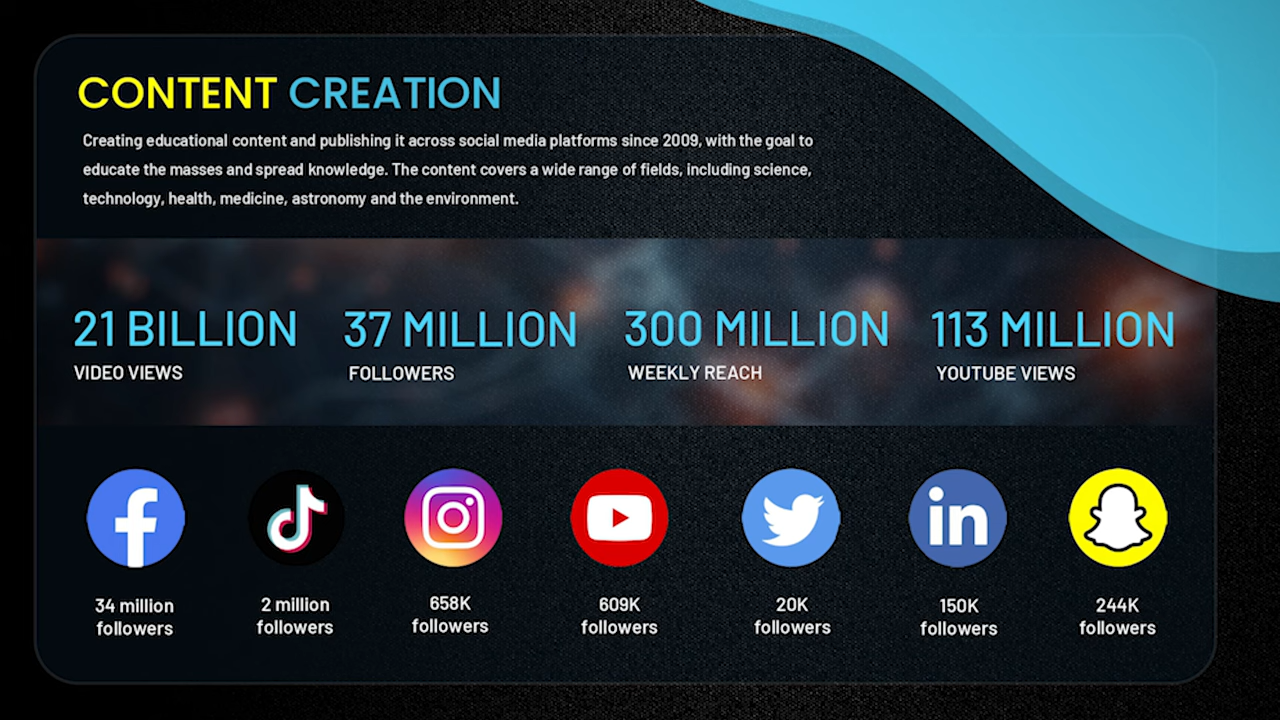 CONTENT CREATION
Creating educational content and publishing it across social media platforms since 2009, with the goal to
educate the masses and spread knowledge. The content covers a wide range of fields, including science,
technology, health, medicine, astronomy and the environment.
21 BILLION
VIDEO VIEWS
37 MILLION
FOLLOWERS
300 MILLION
WEEKLY REACH
113 MILLION
YOUTUBE VIEWS
in
34 million
followers
2 million
followers
658K
followers
609K
followers
20K
followers
150K
followers
244K
followers